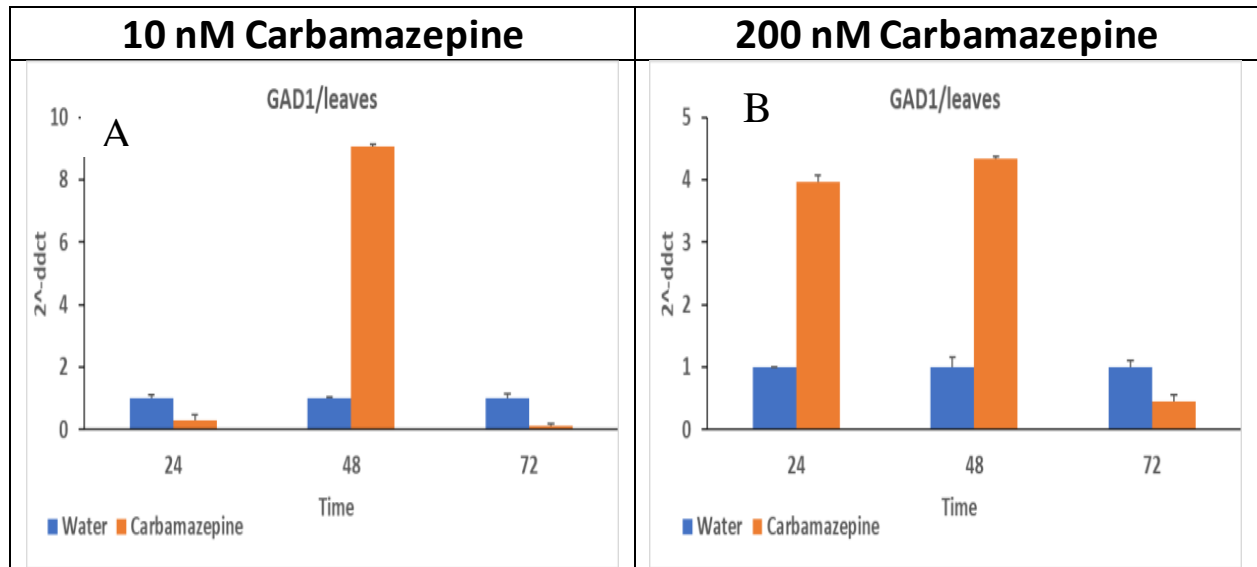 10 nM Carbamazepine
200 nM Carbamazepine
GAD1/leaves
A
10
8
6
4
2
0
2^-ddct
24 48 72
Time
Water Carbamazepine
GAD1/leaves
B
5
4
3
2
1
0
2^-ddct
24 48 72
Time
Water Carbamazepine